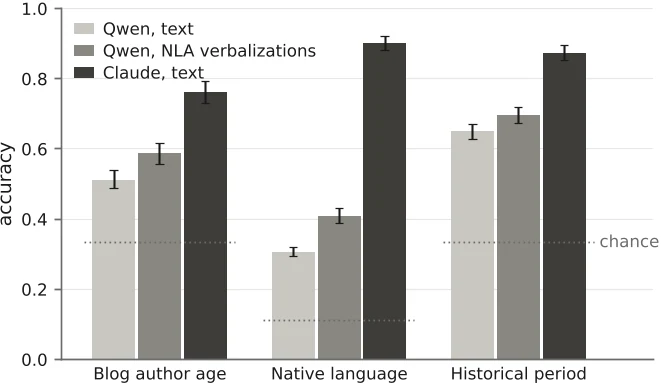 1.0
0.8
0.6
0.4
0.2
0.0
accuracy
Qwen, text
Qwen, NLA verbalizations
Claude, text
chance
Blog author age
Native language
Historical period